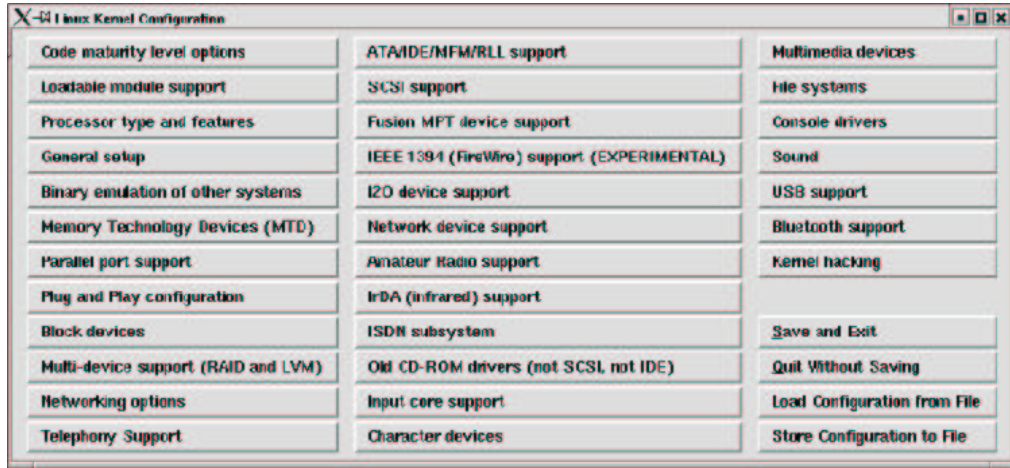 Linux Kernel Configuration
Code maturity level options
Loadable module support
Processor type and features
General setup
Binary emulation of other systems
Memory Technology Devices (MTD)
Parallel port support
Plug and Play configuration
Block devices
Multi-device support (RAID and LVM)
Networking options
Telephony Support
ATA/IDE/MFM/RLL support
SCSI support
Fusion MPT device support
IEEE 1394 (FireWire) support (EXPERIMENTAL)
I2O device support
Network device support
Amateur Radio support
IrDA (infrared) support
ISDN subsystem
Old CD-ROM drivers (not SCSI, not IDE)
Input core support
Character devices
Multimedia devices
File systems
Console drivers
Sound
USB support
Bluetooth support
Kernel hacking
Save and Exit
Quit Without Saving
Load Configuration from File
Store Configuration to File